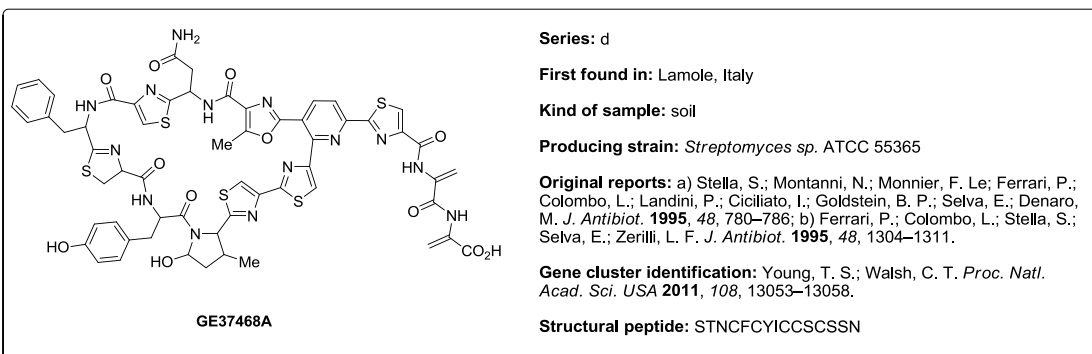 Series: d
First found in: Lamole, Italy
Kind of sample: soil
Producing strain: Streptomyces sp. ATCC 55365
Original reports: a) Stella, S.; Montanni, N.; Monnier, F. Le; Ferrari, P.;
Colombo, L.; Landini, P.; Ciciliato, I.; Goldstein, B. P.; Selva, E.; Denaro,
M. J. Antibiot. 1995, 48, 780–786; b) Ferrari, P.; Colombo, L.; Stella, S.;
Selva, E.; Zerilli, L. F. J. Antibiot. 1995, 48, 1304–1311.
Gene cluster identification: Young, T. S.; Walsh, C. T. Proc. Natl.
Acad. Sci. USA 2011, 108, 13053–13058.
Structural peptide: STNCFCYICCSCSSN
NH2
O
O
O
N
S
N
H
N
NH
S
Me
O
N
N
S
N
O
O
NH
S
N
O
HN
O
N
S
N
S
N
O
NH
CO2H
HO
HO
Me
GE37468A